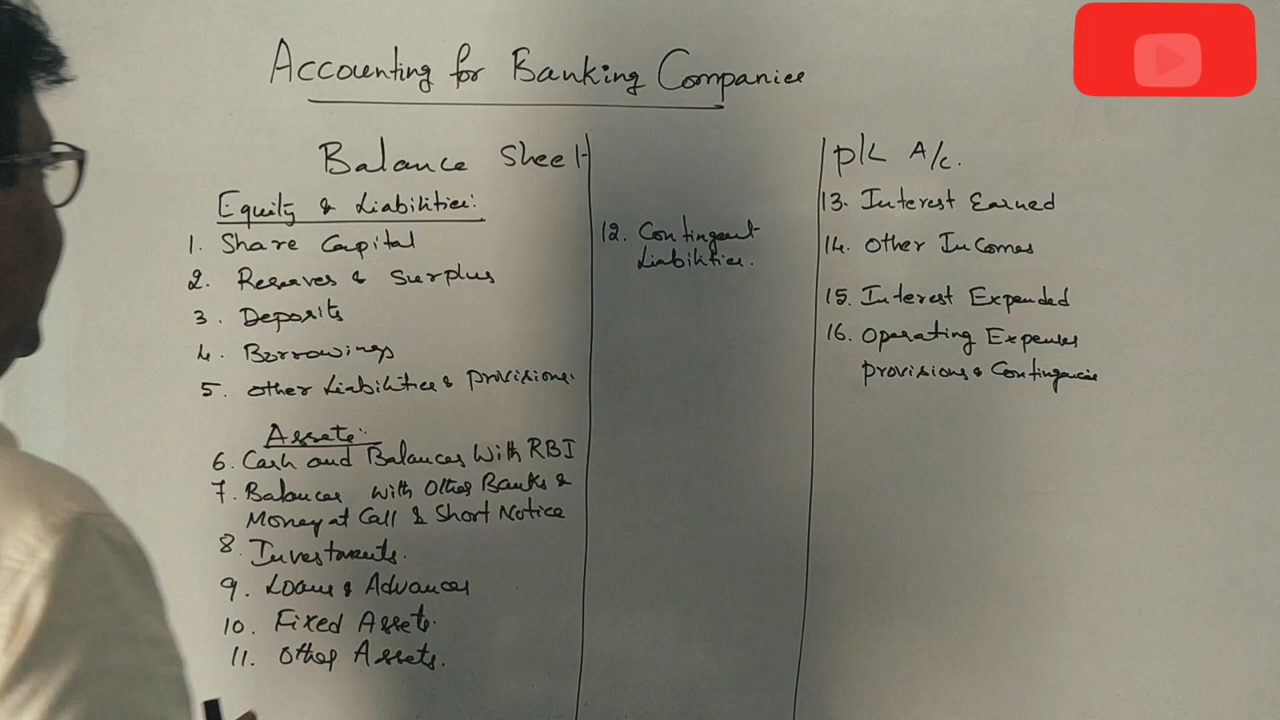 Accounting for Banking Companies
Balance Sheet
Equity & Liabilities:
1. Share Capital
2. Reserves & Surplus
3. Deposits
4. Borrowings
5. Other Liabilities & Provisions.
Assets:
6. Cash and Balances With RBI
7. Balances with Other Banks &
Money at Call & Short Notice
8. Investments.
9. Loans & Advances
10. Fixed Assets.
11. Other Assets.
12. Contingent
Liabilities.
P/L A/c.
13. Interest Earned
14. Other Incomes
15. Interest Expended
16. Operating Expenses
Provisions & Contingencies